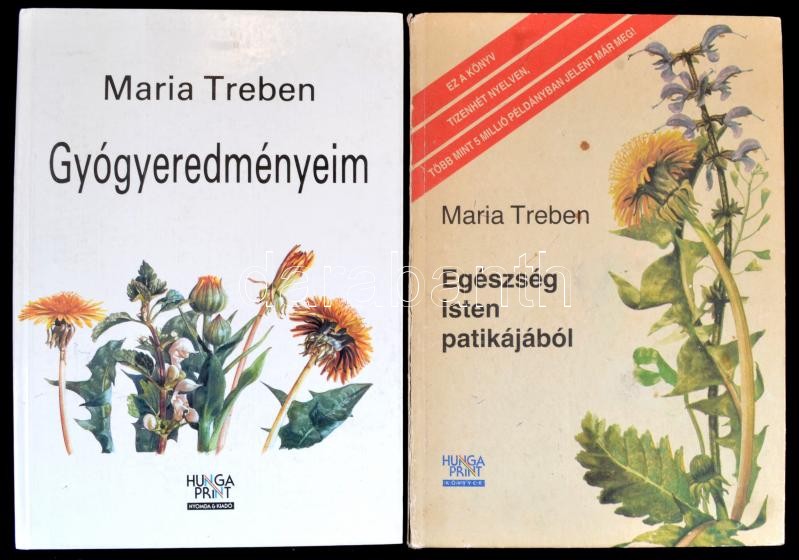 Maria Treben
Gyógyeredményeim
HUNGA
PRINT
NYOMDA & KIADÓ
EZ A KÖNYV
TIZENHÉT NYELVEN,
TÖBB MINT 5 MILLIÓ PÉLDÁNYBAN JELENT MÁR MEG!
Maria Treben
Egészség
isten
patikájából
HUNGA
PRINT
KÖNYVEK
darabanth